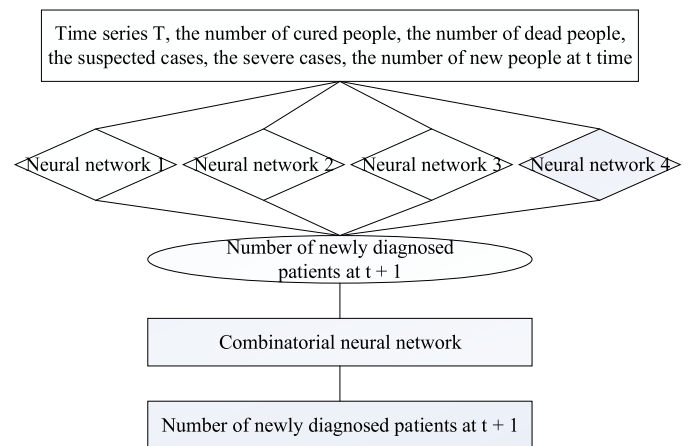 Time series T, the number of cured people, the number of dead people,
the suspected cases, the severe cases, the number of new people at t time
Neural network 1
Neural network 2
Neural network 3
Neural network 4
Number of newly diagnosed
patients at t + 1
Combinatorial neural network
Number of newly diagnosed patients at t + 1